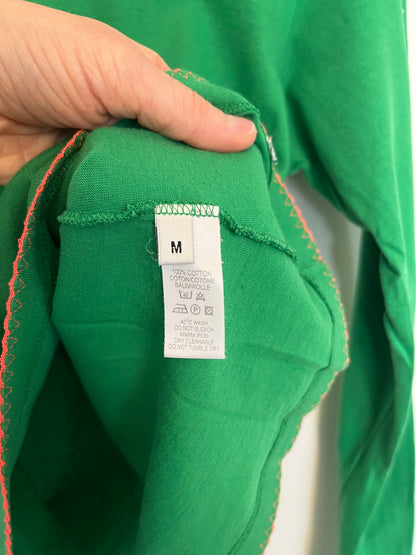 M
100% COTTON
COTON/COTONE
BAUMWOLLE
40°C WASH
DO NOT BLEACH
WARM IRON
DRY CLEANABLE
DO NOT TUMBLE DRY